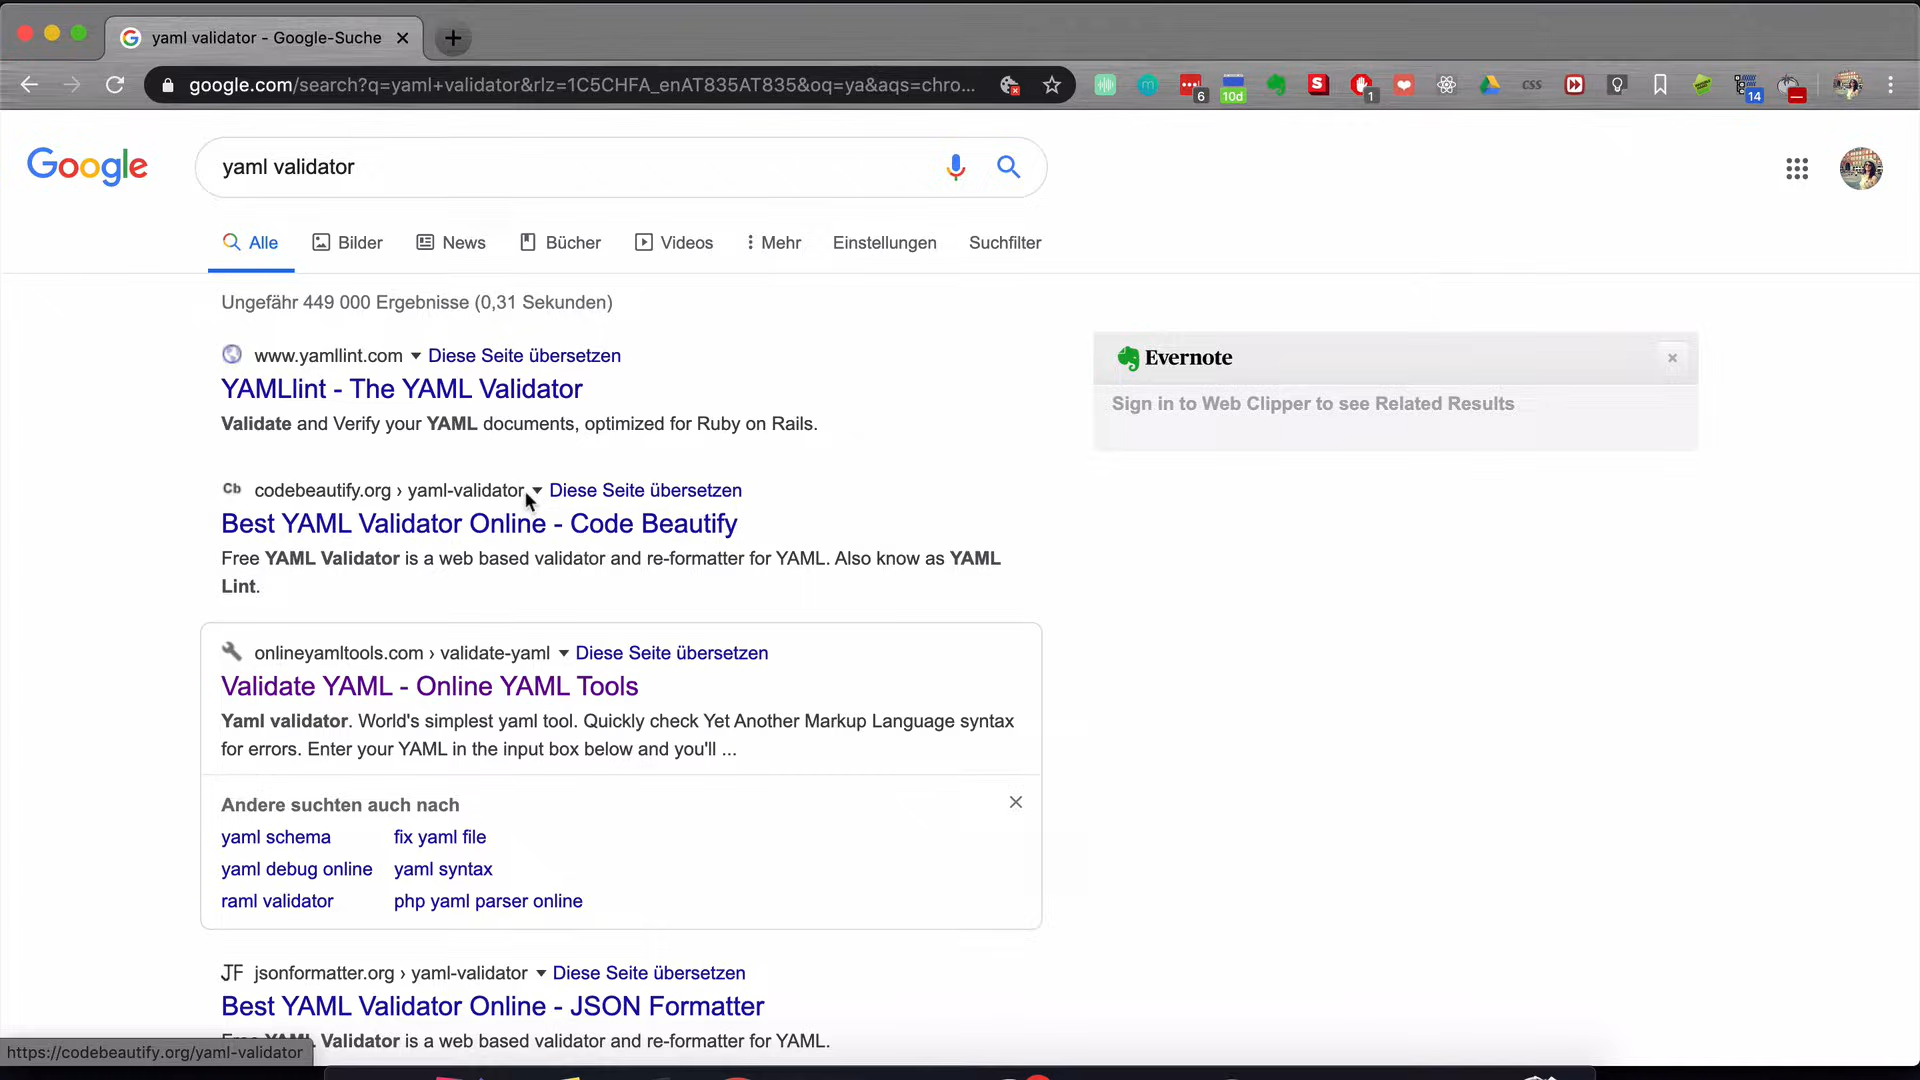 yaml validator - Google-Suche
google.com/search?q=yaml+validator&rlz=1C5CHFA_enAT835AT835&oq=ya&aqs=chro...
6
10d
S
1
css
14
Google
yaml validator
Alle Bilder News Bücher Videos Mehr Einstellungen Suchfilter
Ungefähr 449 000 Ergebnisse (0,31 Sekunden)
www.yamllint.com Diese Seite übersetzen
YAMLlint - The YAML Validator
Validate and Verify your YAML documents, optimized for Ruby on Rails.
Evernote
Sign in to Web Clipper to see Related Results
Cb codebeautify.org › yaml-validator Diese Seite übersetzen
Best YAML Validator Online - Code Beautify
Free YAML Validator is a web based validator and re-formatter for YAML. Also know as YAML
Lint.
onlineyamltools.com › validate-yaml Diese Seite übersetzen
Validate YAML - Online YAML Tools
Yaml validator. World's simplest yaml tool. Quickly check Yet Another Markup Language syntax
for errors. Enter your YAML in the input box below and you'll ...
Andere suchten auch nach
yaml schema fix yaml file
yaml debug online yaml syntax
raml validator php yaml parser online
JF jsonformatter.org › yaml-validator Diese Seite übersetzen
Best YAML Validator Online - JSON Formatter
Free YAML Validator is a web based validator and re-formatter for YAML.
https://codebeautify.org/yaml-validator